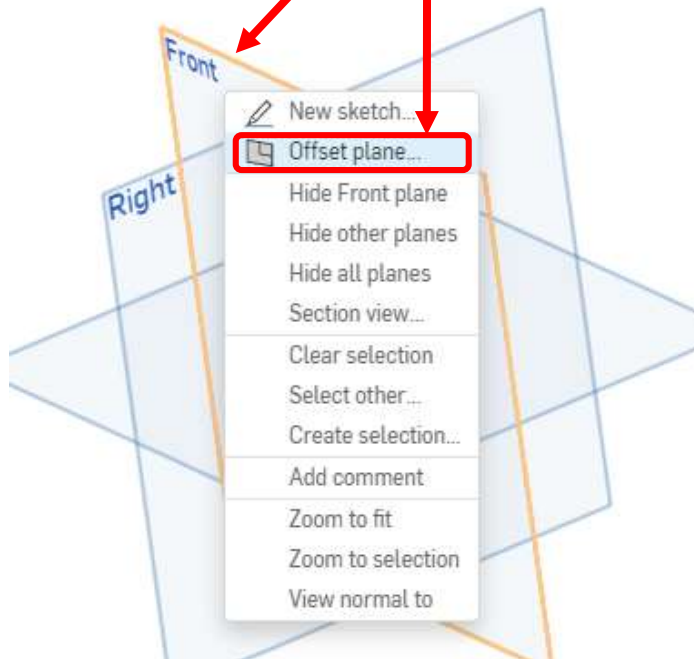 Front
New sketch...
Offset plane...
Right
Hide Front plane
Hide other planes
Hide all planes
Section view...
Clear selection
Select other...
Create selection...
Add comment
Zoom to fit
Zoom to selection
View normal to